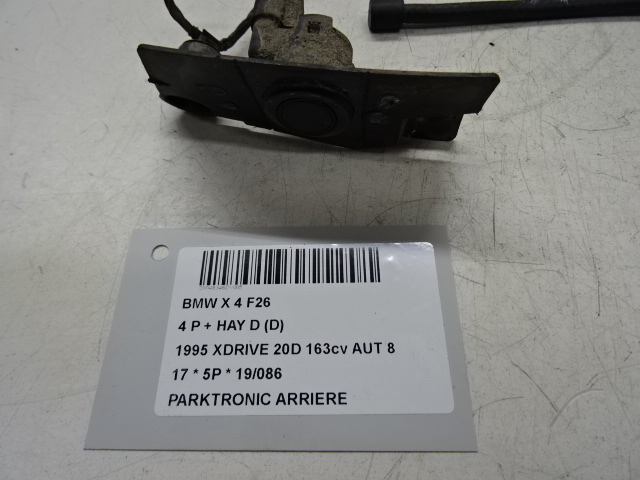 BMW X 4 F26
4 P + HAY D (D)
1995 XDRIVE 20D 163cv AUT 8
17 * 5P * 19/086
PARKTRONIC ARRIERE